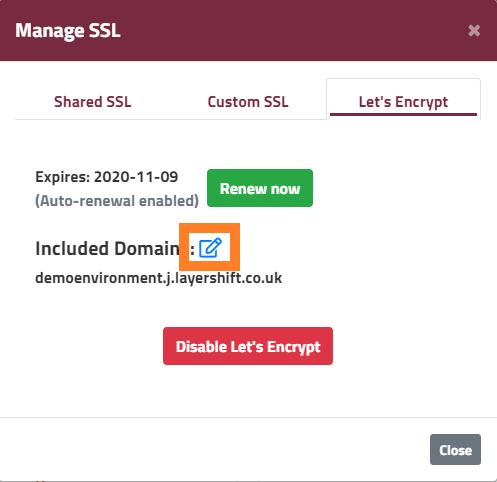 Manage SSL ×
Shared SSL Custom SSL Let's Encrypt
Expires: 2020-11-09
(Auto-renewal enabled)
Renew now
Included Domain :
demoenvironment.j.layershift.co.uk
Disable Let's Encrypt
Close